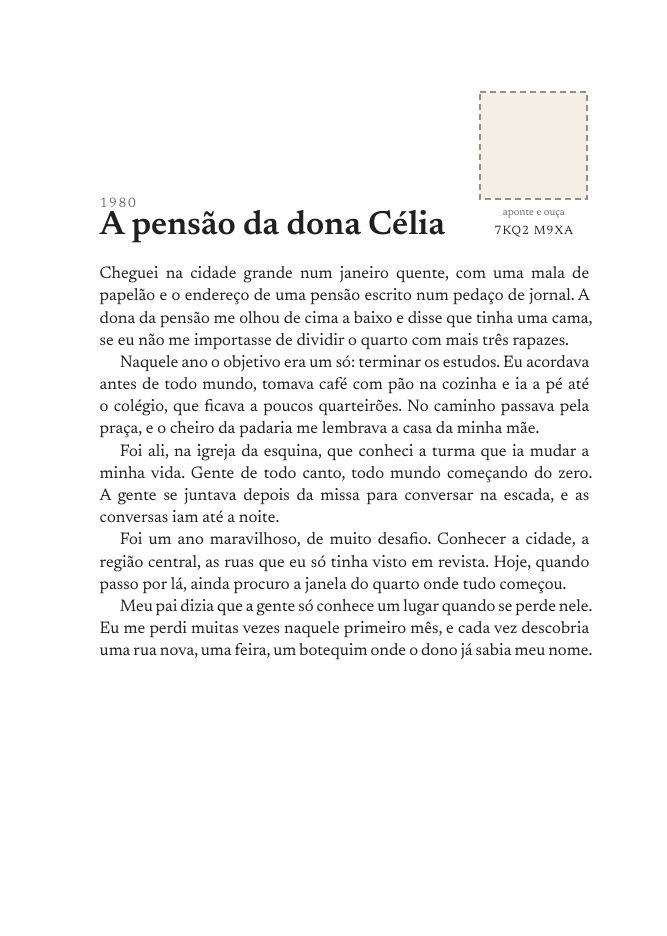 1980
A pensão da dona Célia
aponte e ouça
7KQ2 M9XA
Cheguei na cidade grande num janeiro quente, com uma mala de
papelão e o endereço de uma pensão escrito num pedaço de jornal. A
dona da pensão me olhou de cima a baixo e disse que tinha uma cama,
se eu não me importasse de dividir o quarto com mais três rapazes.
Naquele ano o objetivo era um só: terminar os estudos. Eu acordava
antes de todo mundo, tomava café com pão na cozinha e ia a pé até
o colégio, que ficava a poucos quarteirões. No caminho passava pela
praça, e o cheiro da padaria me lembrava a casa da minha mãe.
Foi ali, na igreja da esquina, que conheci a turma que ia mudar a
minha vida. Gente de todo canto, todo mundo começando do zero.
A gente se juntava depois da missa para conversar na escada, e as
conversas iam até a noite.
Foi um ano maravilhoso, de muito desafio. Conhecer a cidade, a
região central, as ruas que eu só tinha visto em revista. Hoje, quando
passo por lá, ainda procuro a janela do quarto onde tudo começou.
Meu pai dizia que a gente só conhece um lugar quando se perde nele.
Eu me perdi muitas vezes naquele primeiro mês, e cada vez descobria
uma rua nova, uma feira, um botequim onde o dono já sabia meu nome.